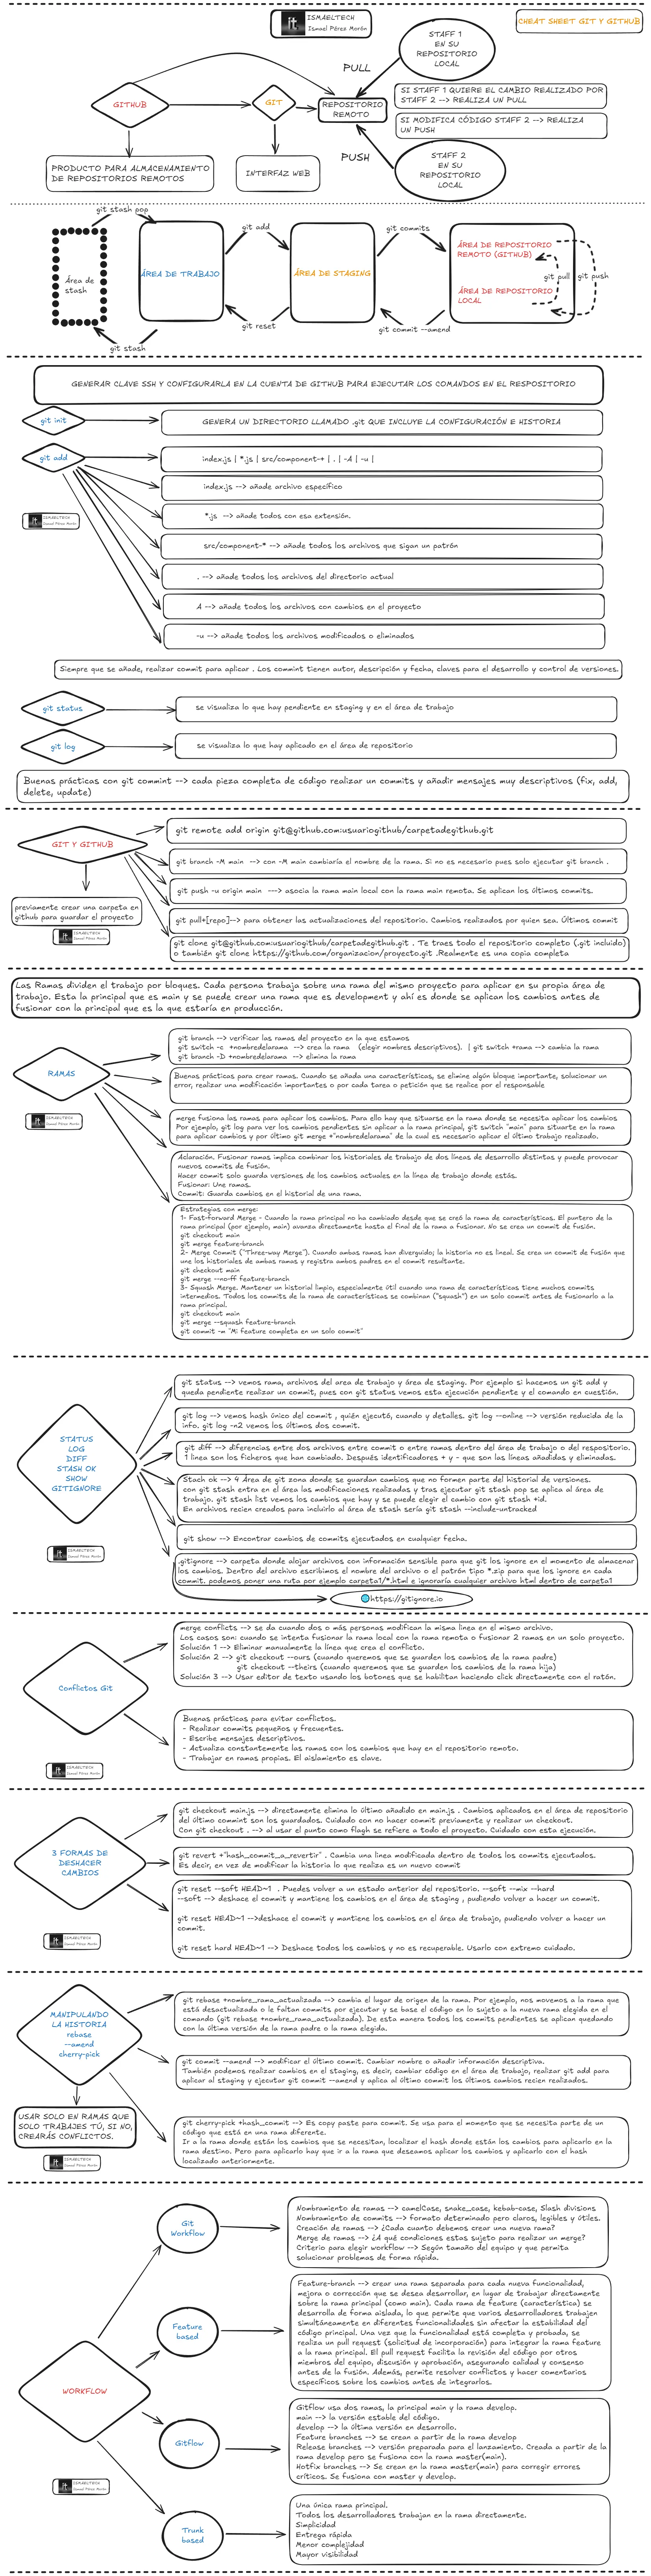 ISMAELTECH
Ismael Pérez Morón
CHEAT SHEET GIT Y GITHUB
STAFF 1
EN SU
REPOSITORIO
LOCAL
PULL
GITHUB
GIT
REPOSITORIO
REMOTO
SI STAFF 1 QUIERE EL CAMBIO REALIZADO POR
STAFF 2 --> REALIZA UN PULL
SI MODIFICA CÓDIGO STAFF 2 --> REALIZA
UN PUSH
PUSH
STAFF 2
EN SU
REPOSITORIO
LOCAL
PRODUCTO PARA ALMACENAMIENTO
DE REPOSITORIOS REMOTOS
INTERFAZ WEB
git stash pop
git add
git commits
Área de
stash
ÁREA DE TRABAJO
ÁREA DE STAGING
ÁREA DE REPOSITORIO
REMOTO (GITHUB)
git pull
git push
ÁREA DE REPOSITORIO
LOCAL
git reset
git commit --amend
git stash
GENERAR CLAVE SSH Y CONFIGURARLA EN LA CUENTA DE GITHUB PARA EJECUTAR LOS COMANDOS EN EL RESPOSITORIO
git init
GENERA UN DIRECTORIO LLAMADO .git QUE INCLUYE LA CONFIGURACIÓN E HISTORIA
git add
index.js | *.js | src/component-+ | . | -A | -u |
index.js --> añade archivo específico
*.js --> añade todos con esa extensión.
ISMAELTECH
Ismael Pérez Morón
src/component-* --> añade todos los archivos que sigan un patrón
. --> añade todos los archivos del directorio actual
A --> añade todos los archivos con cambios en el proyecto
-u --> añade todos los archivos modificados o eliminados
Siempre que se añade, realizar commit para aplicar . Los commint tienen autor, descripción y fecha, claves para el desarrollo y control de versiones.
git status
se visualiza lo que hay pendiente en staging y en el área de trabajo
git log
se visualiza lo que hay aplicado en el área de repositorio
Buenas prácticas con git commint --> cada pieza completa de código realizar un commits y añadir mensajes muy descriptivos (fix, add,
delete, update)
GIT Y GITHUB
git remote add origin git@github.com:usuariogithub/carpetadegithub.git
git branch -M main --> con -M main cambiaría el nombre de la rama. Si no es necesario pues solo ejecutar git branch .
git push -u origin main ---> asocia la rama main local con la rama main remota. Se aplican los últimos commits.
previamente crear una carpeta en
github para guardar el proyecto
git pull+[repo]--> para obtener las actualizaciones del repositorio. Cambios realizados por quien sea. Último commit
ISMAELTECH
Ismael Pérez Morón
git clone git@github.com:usuariogithub/carpetadegithub.git . Te traes todo el repositorio completo (.git incluido)
o también git clone https://github.com/organizacion/proyecto.git .Realmente es una copia completa
Las Ramas dividen el trabajo por bloques. Cada persona trabaja sobre una rama del mismo proyecto para aplicar en su propia área de
trabajo. Esta la principal que es main y se puede crear una rama que es development y ahí es donde se aplican los cambios antes de
fusionar con la principal que es la que estaría en producción.
RAMAS
git branch --> verificar las ramas del proyecto en la que estamos
git switch -c +nombredelarama --> crea la rama (elegir nombres descriptivos). | git switch +rama --> cambia la rama
git branch -D +nombredelarama --> elimina la rama
Buenas prácticas para crear ramas. Cuando se añada una características, se elimine algún bloque importante, solucionar un
error, realizar una modificación importantes o por cada tarea o petición que se realice por el responsable
ISMAELTECH
Ismael Pérez Morón
merge fusiona las ramas para aplicar los cambios. Para ello hay que situarse en la rama donde se necesita aplicar los cambios
Por ejemplo, git log para ver los cambios pendientes sin aplicar a la rama principal, git switch "main" para situarte en la rama
para aplicar cambios y por último git merge +"nombredelarama" de la cual es necesario aplicar el último trabajo realizado.
Aclaración. Fusionar ramas implica combinar los historiales de trabajo de dos líneas de desarrollo distintas y puede provocar
nuevos commits de fusión.
Hacer commit solo guarda versiones de los cambios actuales en la línea de trabajo donde estás.
Fusionar: Une ramas.
Commit: Guarda cambios en el historial de una rama.
Estrategias con merge:
1- Fast-forward Merge - Cuando la rama principal no ha cambiado desde que se creó la rama de características. El puntero de la
rama principal (por ejemplo, main) avanza directamente hasta el final de la rama a fusionar. No se crea un commit de fusión.
git checkout main
git merge feature-branch
2- Merge Commit ("Three-way Merge"). Cuando ambas ramas han divergido; la historia no es lineal. Se crea un commit de fusión que
une los historiales de ambas ramas y registra ambos padres en el commit resultante.
git checkout main
git merge --no-ff feature-branch
3- Squash Merge. Mantener un historial limpio, especialmente útil cuando una rama de características tiene muchos commits
intermedios. Todos los commits de la rama de características se combinan ("squash") en un solo commit antes de fusionarlo a la
rama principal.
git checkout main
git merge --squash feature-branch
git commit -m "M: feature completa en un solo commit"
STATUS
LOG
DIFF
STASH OK
SHOW
GITIGNORE
git status --> vemos rama, archivos del area de trabajo y área de staging. Por ejemplo si hacemos un git add y
queda pendiente realizar un commit, pues con git status vemos esta ejecución pendiente y el comando en cuestión.
git log --> vemos hash único del commit , quién ejecutó, cuando y detalles. git log --online --> versión reducida de la
info. git log -n2 vemos los últimos dos commit.
git diff --> diferencias entre dos archivos entre commit o entre ramas dentro del área de trabajo o del respositorio.
1 línea son los ficheros que han cambiado. Después identificadores + y - que son las líneas añadidas y eliminadas.
Stach ok --> 4 Área de git zona donde se guardan cambios que no formen parte del historial de versiones.
con git stash entra en el área las modificaciones realizadas y tras ejecutar git stash pop se aplica al área de
trabajo. git stash list vemos los cambios que hay y se puede elegir el cambio con git stash +id.
En archivos recien creados para incluirlo al área de stash sería git stash --include-untracked
git show --> Encontrar cambios de commits ejecutados en cualquier fecha.
ISMAELTECH
Ismael Pérez Morón
.gitignore --> carpeta donde alojar archivos con información sensible para que git los ignore en el momento de almacenar
los cambios. Dentro del archivo escribimos el nombre del archivo o el patrón tipo *.zip para que los ignore en cada
commit. podemos poner una ruta por ejemplo carpeta1/*.html e ignoraría cualquier archivo html dentro de carpeta1
https://gitignore.io
Conflictos Git
merge conflicts --> se da cuando dos o más personas modifican la misma linea en el mismo archivo.
Los casos son: cuando se intenta fusionar la rama local con la rama remota o fusionar 2 ramas en un solo proyecto.
Solución 1 --> Eliminar manualmente la línea que crea el conflicto.
Solución 2 --> git checkout --ours (cuando queremos que se guarden los cambios de la rama padre)
git checkout --theirs (cuando queremos que se guarden los cambios de la rama hija)
Solución 3 --> Usar editor de texto usando los botones que se habilitan haciendo click directamente con el ratón.
Buenas prácticas para evitar conflictos.
- Realizar commits pequeños y frecuentes.
- Escribe mensajes descriptivos.
- Actualiza constantemente las ramas con los cambios que hay en el repositorio remoto.
- Trabajar en ramas propias. El aislamiento es clave.
ISMAELTECH
Ismael Pérez Morón
3 FORMAS DE
DESHACER
CAMBIOS
git checkout main.js --> directamente elimina lo último añadido en main.js . Cambios aplicados en el área de repositorio
del último commint son los guardados. Cuidado con no hacer commit previamente y realizar un checkout.
Con git checkout . --> al usar el punto como flagh se refiere a todo el proyecto. Cuidado con esta ejecución.
git revert +"hash_commit_a_revertir" . Cambia una linea modificada dentro de todos los commits ejecutados.
Es decir, en vez de modificar la historia lo que realiza es un nuevo commit
git reset --soft HEAD~1 . Puedes volver a un estado anterior del repositorio. --soft --mix --hard
--soft --> deshace el commit y mantiene los cambios en el área de staging , pudiendo volver a hacer un commit.
git reset HEAD~1 -->deshace el commit y mantiene los cambios en el área de trabajo, pudiendo volver a hacer un
commit.
git reset hard HEAD~1 --> Deshace todos los cambios y no es recuperable. Usarlo con extremo cuidado.
ISMAELTECH
Ismael Pérez Morón
MANIPULANDO
LA HISTORIA
rebase
--amend
cherry-pick
git rebase +nombre_rama_actualizada --> cambia el lugar de origen de la rama. Por ejemplo, nos movemos a la rama que
está desactualizada o le faltan commits por ejecutar y se base el código en lo sujeto a la nueva rama elegida en el
comando (git rebase +nombre_rama_actualizada). De esta manera todos los commits pendientes se aplican quedando
con la última versión de la rama padre o la rama elegida.
git commit --amend --> modificar el último commit. Cambiar nombre o añadir información descriptiva.
También podemos realizar cambios en el staging, es decir, cambiar código en el área de trabajo, realizar git add para
aplicar al staging y ejecutar git commit --amend y aplica al último commit los últimos cambios recien realizados.
USAR SOLO EN RAMAS QUE
SOLO TRABAJES TÚ, SI NO,
CREARÁS CONFLICTOS.
git cherry-pick +hash_commit --> Es copy paste para commit. Se usa para el momento que se necesita parte de un
código que está en una rama diferente.
Ir a la rama donde están los cambios que se necesitan, localizar el hash donde están los cambios para aplicarlo en la
rama destino. Pero para aplicarlo hay que ir a la rama que deseamos aplicar los cambios y aplicarlo con el hash
localizado anteriormente.
ISMAELTECH
Ismael Pérez Morón
Git
Workflow
Nombramiento de ramas --> camelCase, snake_case, kebab-case, Slash divisions
Nombramiento de commits --> formato determinado pero claros, legibles y útiles.
Creación de ramas --> ¿Cada cuanto debemos crear una nueva rama?
Merge de ramas --> ¿A qué condiciones estas sujeto para realizar un merge?
Criterio para elegir workflow --> Según tamaño del equipo y que permita
solucionar problemas de forma rápida.
Feature
based
Feature-branch --> crear una rama separada para cada nueva funcionalidad,
mejora o corrección que se desea desarrollar, en lugar de trabajar directamente
sobre la rama principal (como main). Cada rama de feature (característica) se
desarrolla de forma aislada, lo que permite que varios desarrolladores trabajen
simultáneamente en diferentes funcionalidades sin afectar la estabilidad del
código principal. Una vez que la funcionalidad está completa y probada, se
realiza un pull request (solicitud de incorporación) para integrar la rama feature
a la rama principal. El pull request facilita la revisión del código por otros
miembros del equipo, discusión y aprobación, asegurando calidad y consenso
antes de la fusión. Además, permite resolver conflictos y hacer comentarios
específicos sobre los cambios antes de integrarlos.
WORKFLOW
Gitflow
Gitflow usa dos ramas, la principal main y la rama develop.
main --> la versión estable del código.
develop --> la última versión en desarrollo.
Feature branches --> se crean a partir de la rama develop
Release branches --> versión preparada para el lanzamiento. Creada a partir de la
rama develop pero se fusiona con la rama master(main).
Hotfix branches --> Se crean en la rama master(main) para corregir errores
críticos. Se fusiona con master y develop.
ISMAELTECH
Ismael Pérez Morón
Trunk
based
Una única rama principal.
Todos los desarrolladores trabajan en la rama directamente.
Simplicidad
Entrega rápida
Menor complejidad
Mayor visibilidad